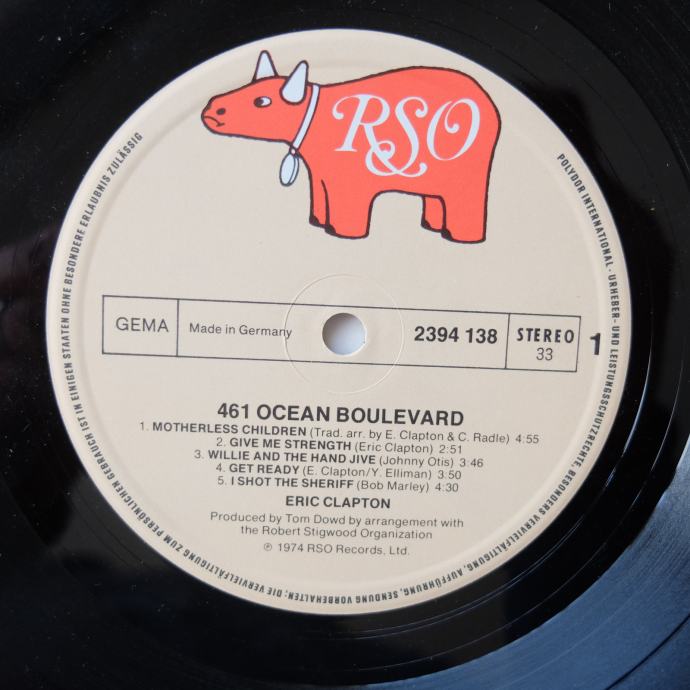 RSO
GEMA
Made in Germany
2394 138
STEREO
33
1
461 OCEAN BOULEVARD
1. MOTHERLESS CHILDREN (Trad. arr. by E. Clapton & C. Radle) 4:55
2. GIVE ME STRENGTH (Eric Clapton) 2:51
3. WILLIE AND THE HAND JIVE (Johnny Otis) 3:46
4. GET READY (E. Clapton/Y. Elliman) 3:50
5. I SHOT THE SHERIFF (Bob Marley) 4:30
ERIC CLAPTON
Produced by Tom Dowd by arrangement with
the Robert Stigwood Organization
℗ 1974 RSO Records, Ltd.
POLYDOR INTERNATIONAL · URHEBER- UND LEISTUNGSSCHUTZRECHTE, BESONDERS VERVIELFÄLTIGUNG, AUFFÜHRUNG, SENDUNG VORBEHALTEN; DIE VERVIELFÄLTIGUNG ZUM PERSÖNLICHEN GEBRAUCH IST IN EINIGEN STAATEN OHNE BESONDERE ERLAUBNIS ZULÄSSIG